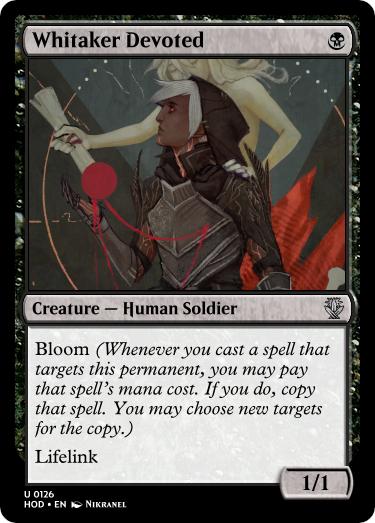 Whitaker Devoted
Creature — Human Soldier
Bloom (Whenever you cast a spell that
targets this permanent, you may pay
that spell's mana cost. If you do, copy
that spell. You may choose new targets
for the copy.)
Lifelink
1/1
U 0126
HOD • EN Nikranel